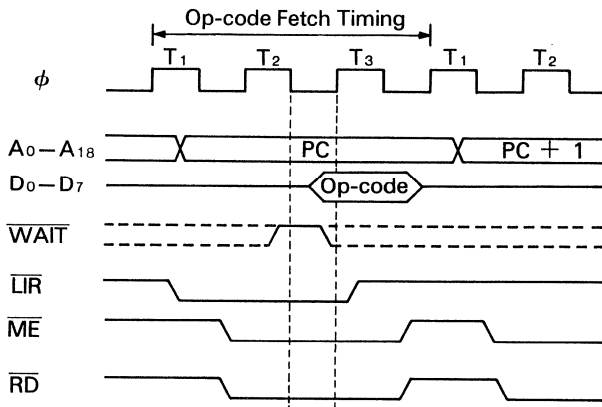 Op-code Fetch Timing
T1 T2 T3 T1 T2
ϕ
A0–A18 PC PC + 1
D0–D7 Op-code
WAIT
LIR
ME
RD